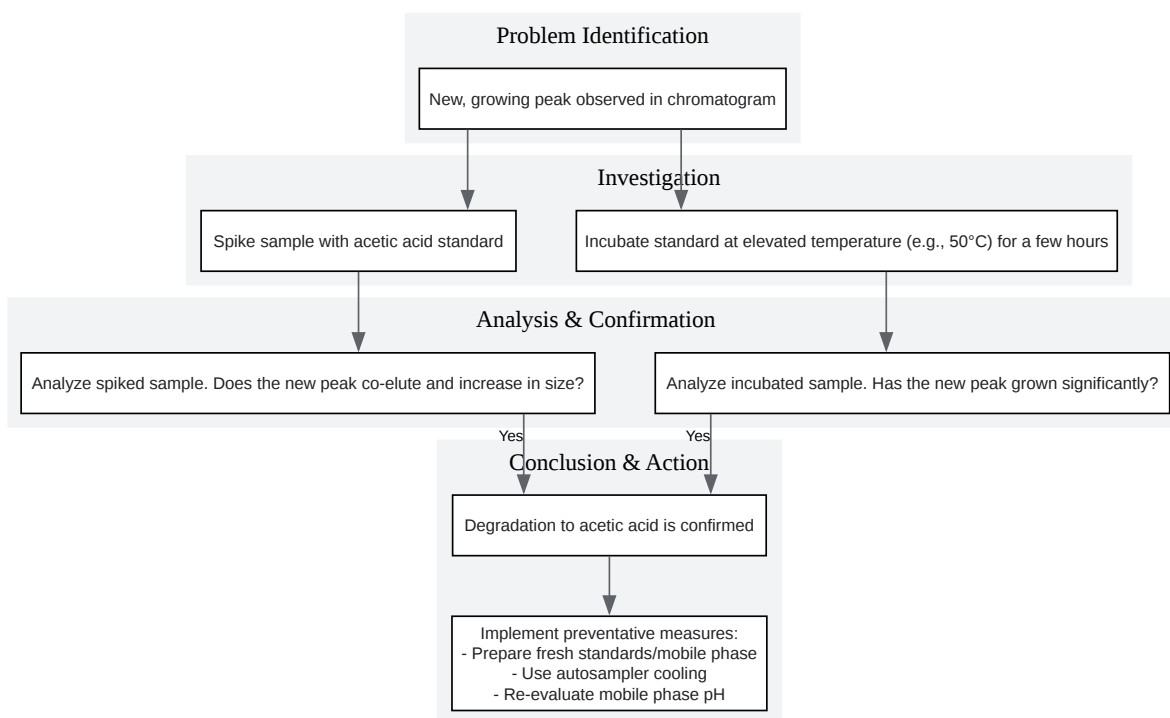 Problem Identification
New, growing peak observed in chromatogram
Investigation
Spike sample with acetic acid standard
Incubate standard at elevated temperature (e.g., 50°C) for a few hours
Analysis & Confirmation
Analyze spiked sample. Does the new peak co-elute and increase in size?
Analyze incubated sample. Has the new peak grown significantly?
Yes
Yes
Conclusion & Action
Degradation to acetic acid is confirmed
Implement preventative measures:
- Prepare fresh standards/mobile phase
- Use autosampler cooling
- Re-evaluate mobile phase pH